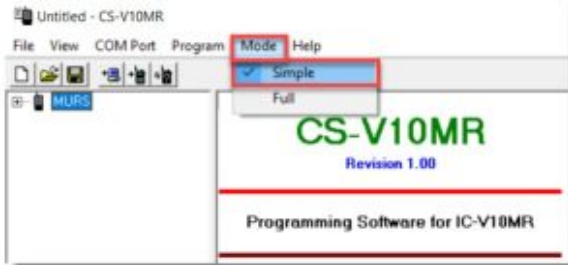 Untitled - CS-V10MR
File View COM Port Program Mode Help
Simple
MURS
Full
CS-V10MR
Revision 1.00
Programming Software for IC-V10MR